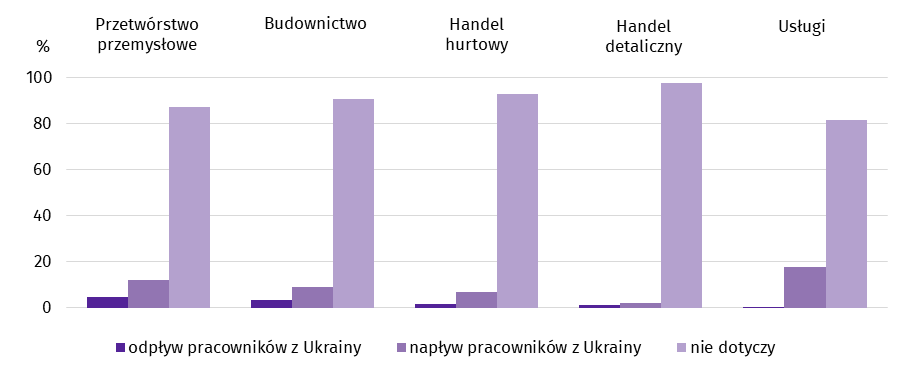 Przetwórstwo
przemysłowe
Budownictwo
Handel
hurtowy
Handel
detaliczny
Usługi
%
100
80
60
40
20
0
odpływ pracowników z Ukrainy
napływ pracowników z Ukrainy
nie dotyczy